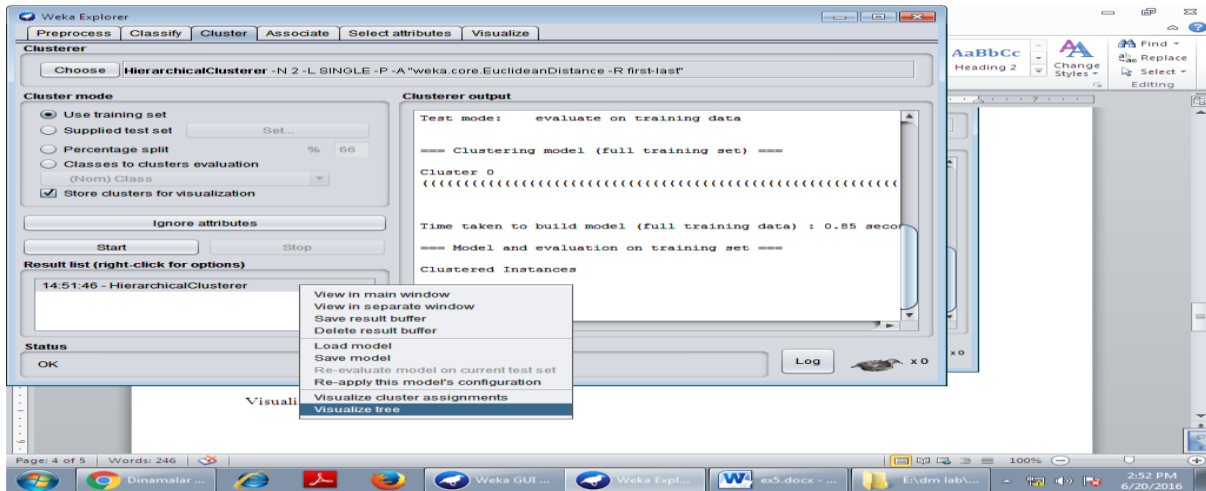 Weka Explorer
Preprocess Classify Cluster Associate Select attributes Visualize
Clusterer
Choose HierarchicalClusterer -N 2 -L SINGLE -P -A "weka.core.EuclideanDistance -R first-last"
Cluster mode
Use training set
Supplied test set Set...
Percentage split % 66
Classes to clusters evaluation
(Nom) Class
Store clusters for visualization
Ignore attributes
Start Stop
Result list (right-click for options)
14:51:46 - HierarchicalClusterer
Clusterer output
Test mode: evaluate on training data
=== Clustering model (full training set) ===
Cluster 0
((((((((((((((((((((((((((((((((((((((((((((((((((((((((((
Time taken to build model (full training data) : 0.85 secon
=== Model and evaluation on training set ===
Clustered Instances
View in main window
View in separate window
Save result buffer
Delete result buffer
Load model
Save model
Re-evaluate model on current test set
Re-apply this model's configuration
Visualize cluster assignments
Visualize tree
Status
OK
Log x 0
x 0
AaBbCc
Heading 2
Change Styles
Find
Replace
Select
Editing
7
Visuali
Page: 4 of 5 Words: 246 100%
Dinamalar ... Weka GUI ... Weka Expl... ex5.docx - ... E:\dm lab\... 2:52 PM
6/20/2016